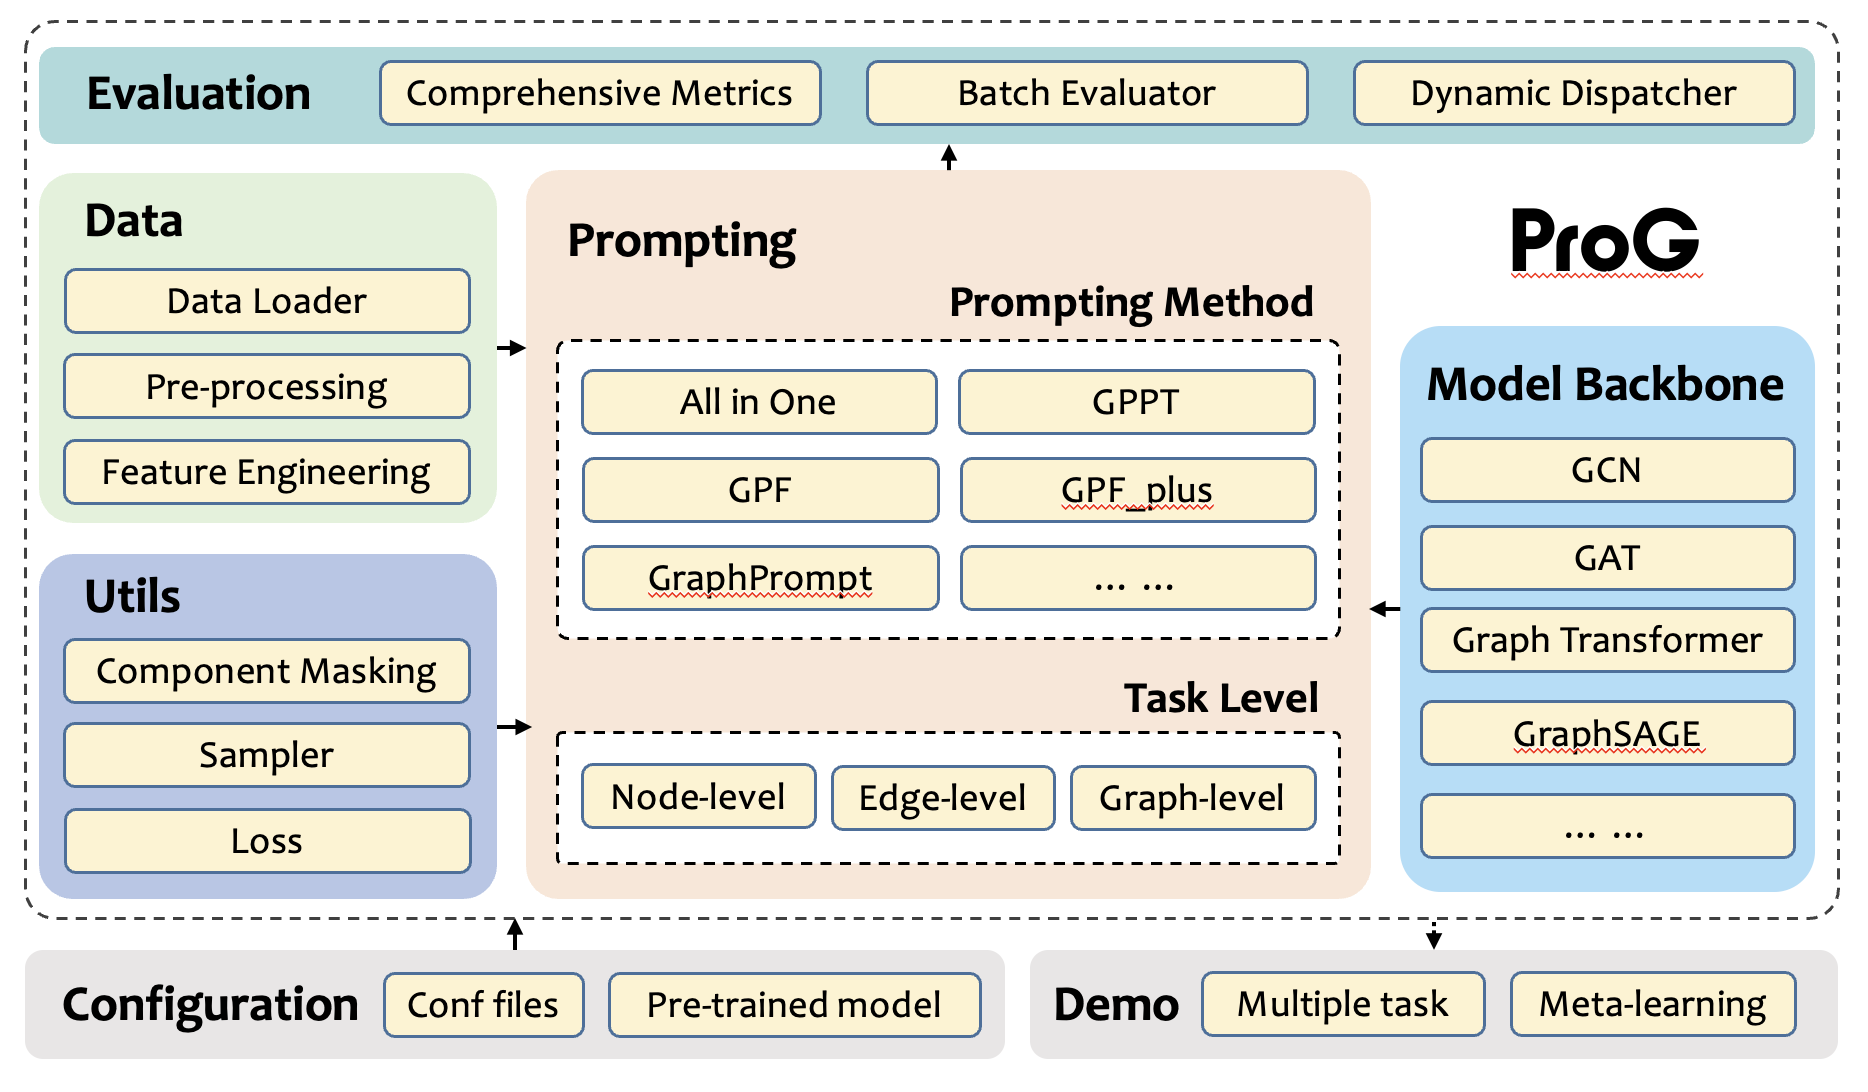 Evaluation
Comprehensive Metrics
Batch Evaluator
Dynamic Dispatcher
Data
Data Loader
Pre-processing
Feature Engineering
Utils
Component Masking
Sampler
Loss
Prompting
Prompting Method
All in One
GPPT
GPF
GPF_plus
GraphPrompt
... ...
Task Level
Node-level
Edge-level
Graph-level
ProG
Model Backbone
GCN
GAT
Graph Transformer
GraphSAGE
... ...
Configuration
Conf files
Pre-trained model
Demo
Multiple task
Meta-learning